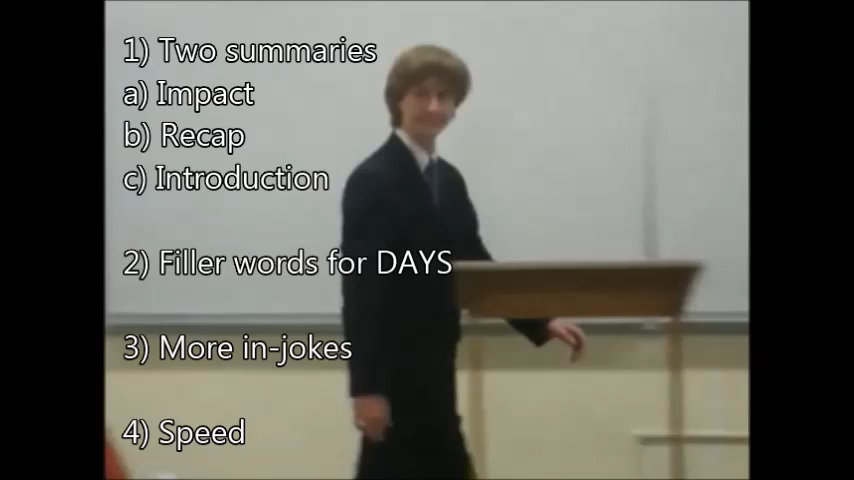 1) Two summaries
a) Impact
b) Recap
c) Introduction
2) Filler words for DAYS
3) More in-jokes
4) Speed